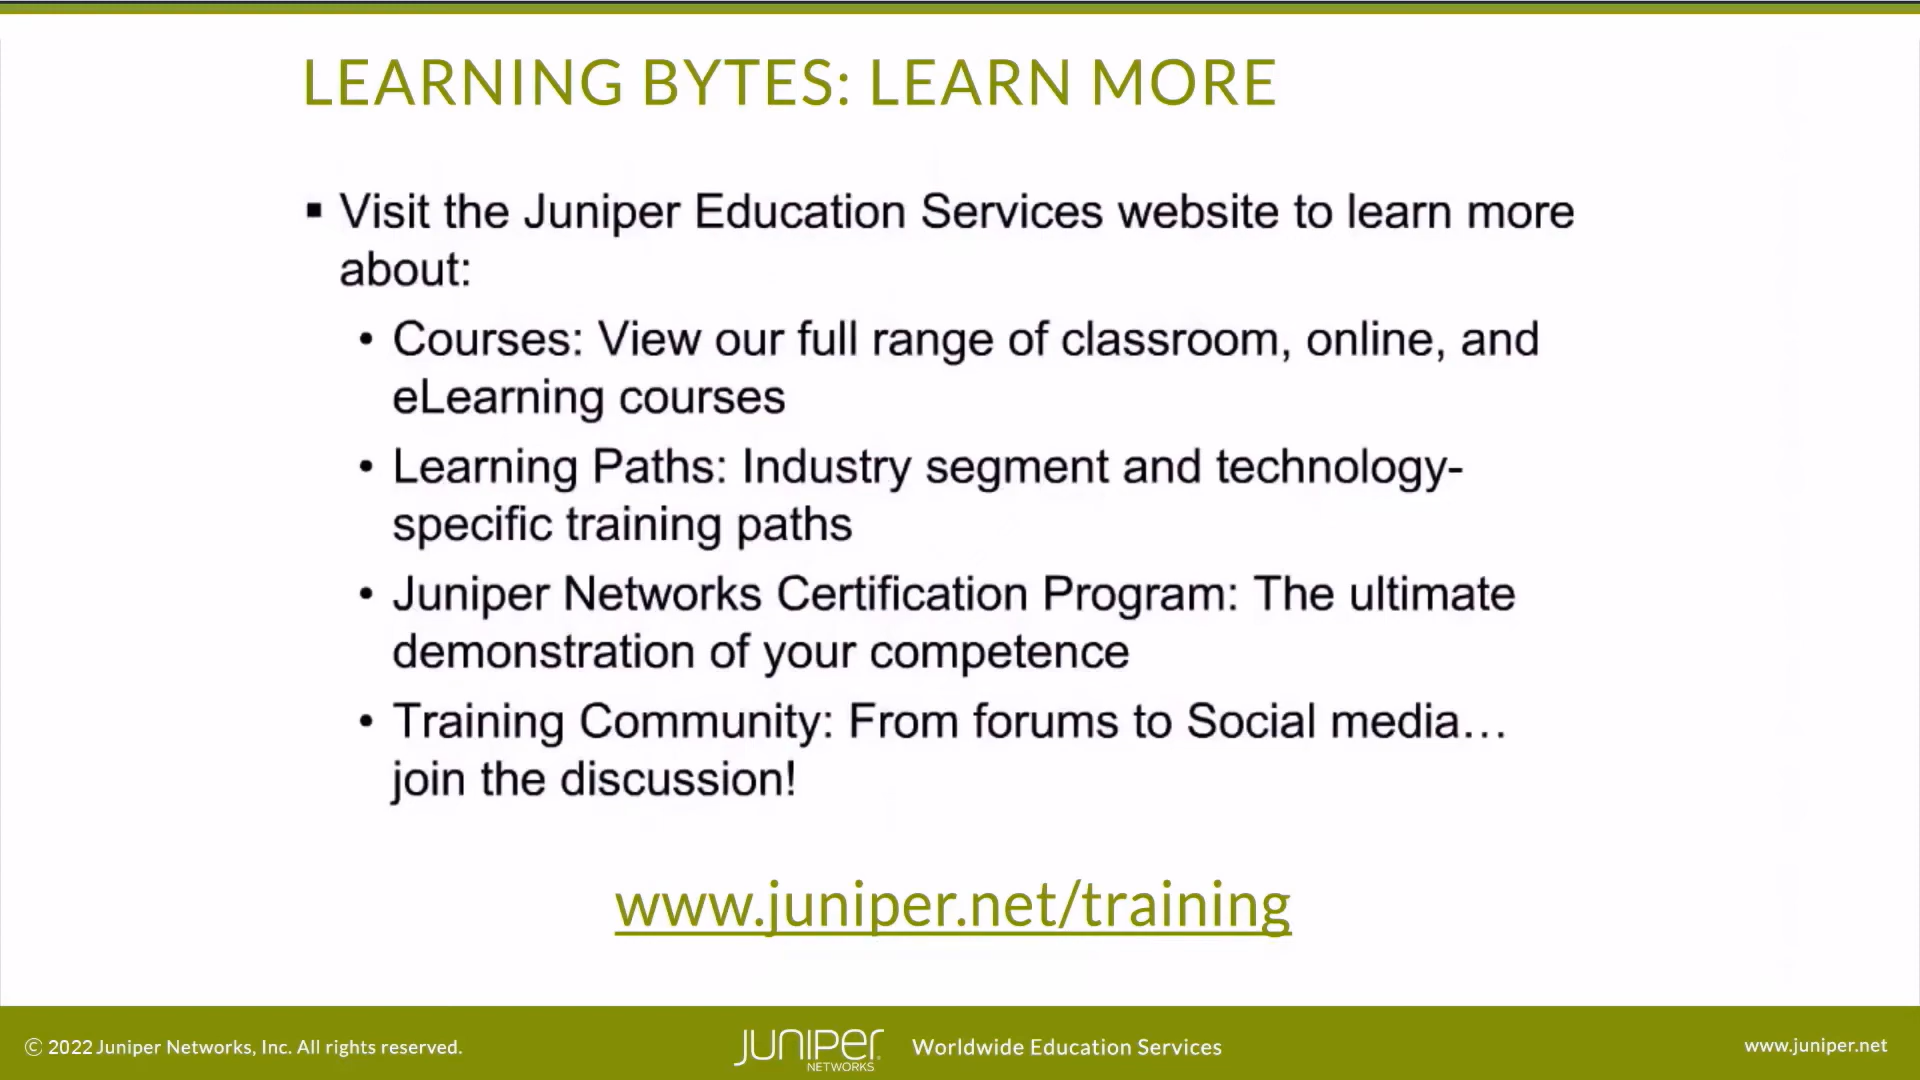 LEARNING BYTES: LEARN MORE
▪ Visit the Juniper Education Services website to learn more
about:
• Courses: View our full range of classroom, online, and
eLearning courses
• Learning Paths: Industry segment and technology-
specific training paths
• Juniper Networks Certification Program: The ultimate
demonstration of your competence
• Training Community: From forums to Social media…
join the discussion!
www.juniper.net/training
© 2022 Juniper Networks, Inc. All rights reserved.
JUNIPER
NETWORKS
Worldwide Education Services
www.juniper.net